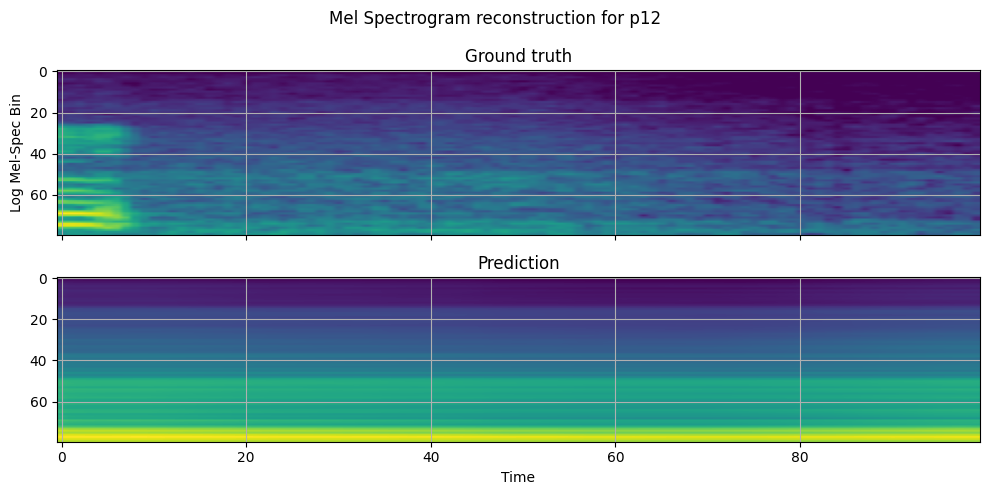 Mel Spectrogram reconstruction for p12
Ground truth
0
20
40
60
Log Mel-Spec Bin
Prediction
0
20
40
60
0 20 40 60 80
Time